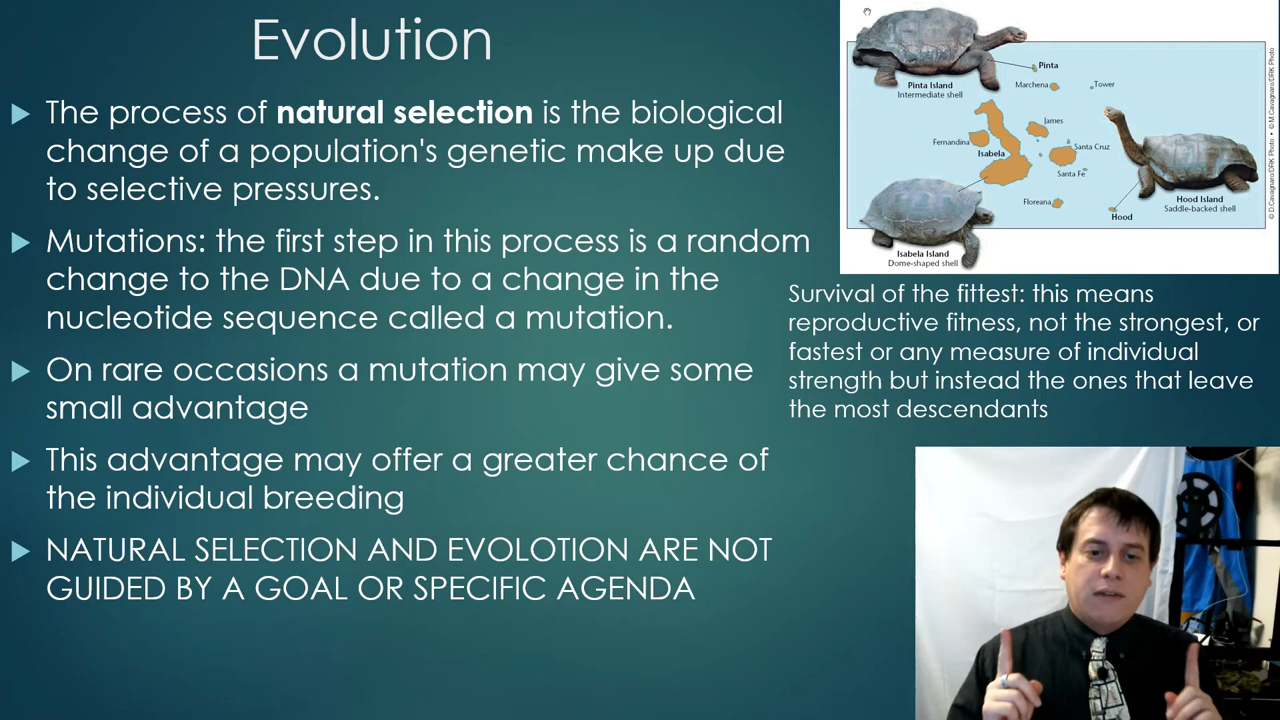 Evolution
The process of natural selection is the biological
change of a population's genetic make up due
to selective pressures.
Mutations: the first step in this process is a random
change to the DNA due to a change in the
nucleotide sequence called a mutation.
On rare occasions a mutation may give some
small advantage
This advantage may offer a greater chance of
the individual breeding
NATURAL SELECTION AND EVOLOTION ARE NOT
GUIDED BY A GOAL OR SPECIFIC AGENDA
Pinta Island
Intermediate shell
Pinta
Marchena
Tower
James
Fernandina
Isabela
Santa Cruz
Santa Fe
Floreana
Hood
Hood Island
Saddle-backed shell
Isabela Island
Dome-shaped shell
© D.Cavagnaro/DRK Photo • © M.Cavagnaro/DRK Photo
Survival of the fittest: this means
reproductive fitness, not the strongest, or
fastest or any measure of individual
strength but instead the ones that leave
the most descendants